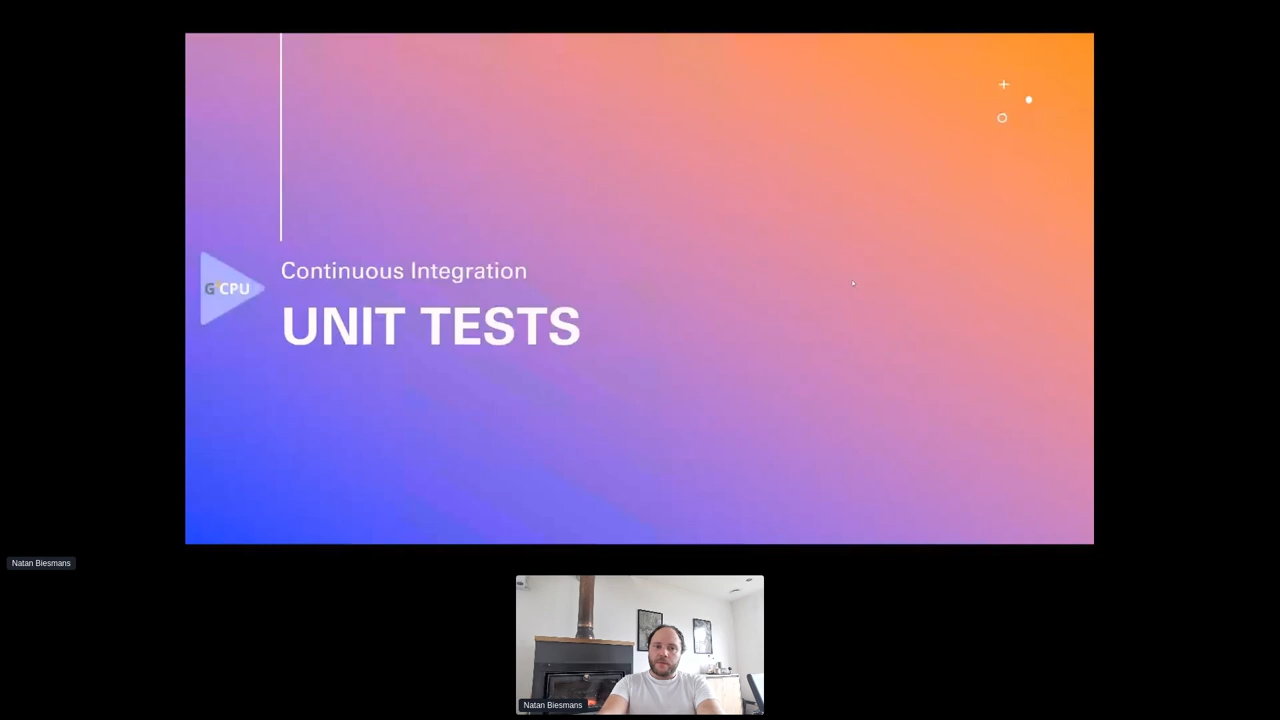 Continuous Integration
G CPU
UNIT TESTS
Natan Biesmans
Natan Biesmans